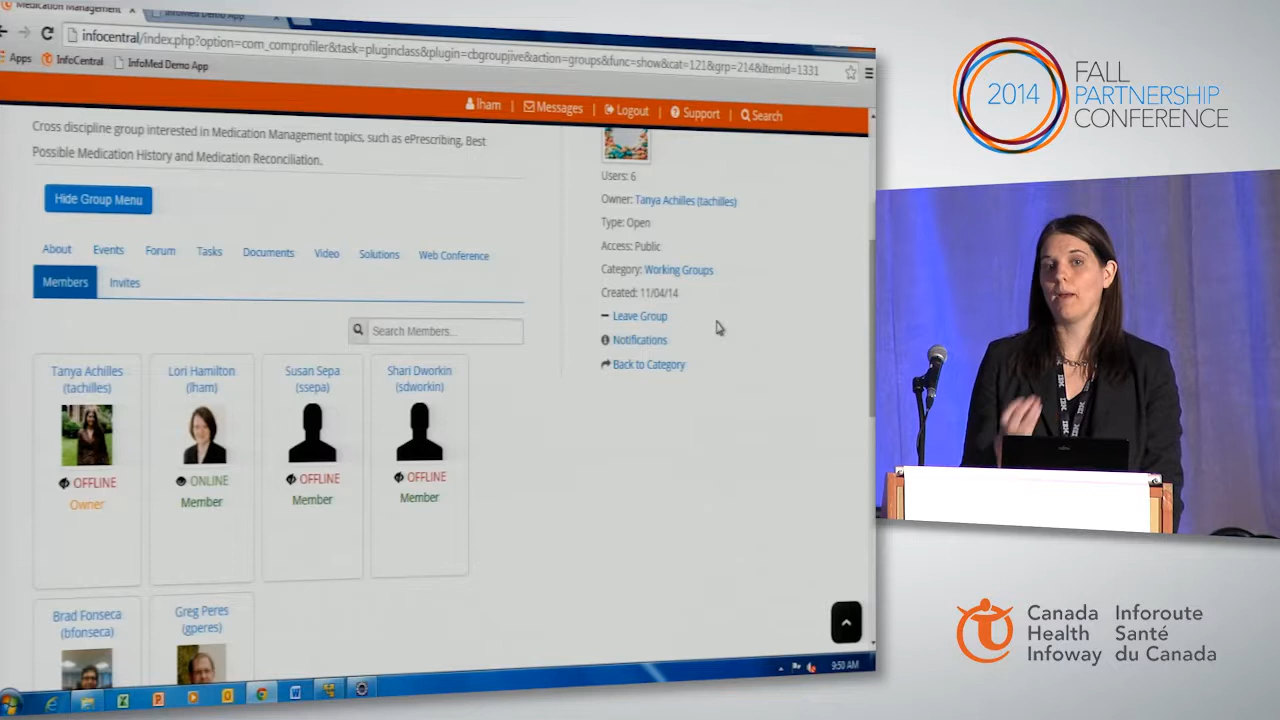 Medication Management
InfoMed Demo App
infocentral/index.php?option=com_comprofiler&task=pluginclass&plugin=cbgroupjive&action=groups&func=show&cat=121&grp=214&Itemid=1331
Apps InfoCentral InfoMed Demo App
lham | Messages | Logout | Support | Search
Cross discipline group interested in Medication Management topics, such as ePrescribing, Best
Possible Medication History and Medication Reconciliation.
Hide Group Menu
About Events Forum Tasks Documents Video Solutions Web Conference
Members Invites
Search Members...
Tanya Achilles
(tachilles)
OFFLINE
Owner
Lori Hamilton
(lham)
ONLINE
Member
Susan Sepa
(ssepa)
OFFLINE
Member
Shari Dworkin
(sdworkin)
OFFLINE
Member
Brad Fonseca
(bfonseca)
Greg Peres
(gperes)
Users: 6
Owner: Tanya Achilles (tachilles)
Type: Open
Access: Public
Category: Working Groups
Created: 11/04/14
Leave Group
Notifications
Back to Category
9:50 AM
2014
FALL
PARTNERSHIP
CONFERENCE
IBM
Canada
Health
Infoway
Inforoute
Santé
du Canada